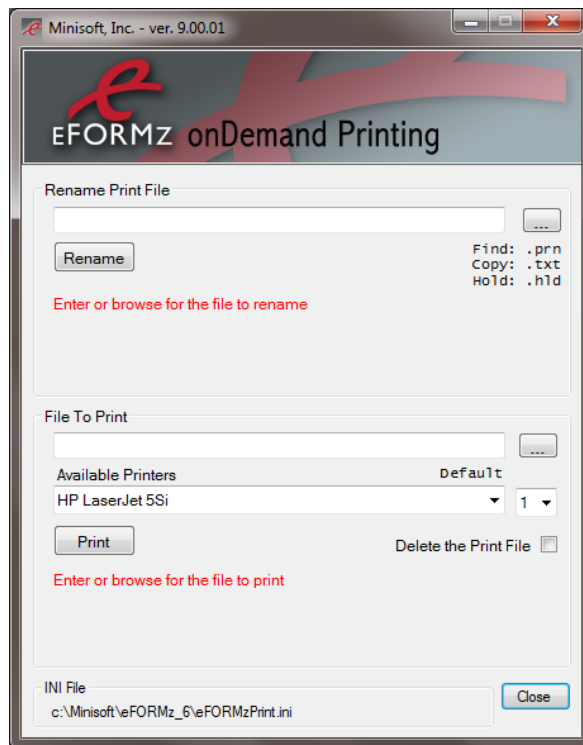 Minisoft, Inc. - ver. 9.00.01
eFORMz onDemand Printing
Rename Print File
...
Rename
Find: .prn
Copy: .txt
Hold: .hld
Enter or browse for the file to rename
File To Print
...
Available Printers Default
HP LaserJet 5Si 1
Print Delete the Print File
Enter or browse for the file to print
INI File
c:\Minisoft\eFORMz_6\eFORMzPrint.ini
Close